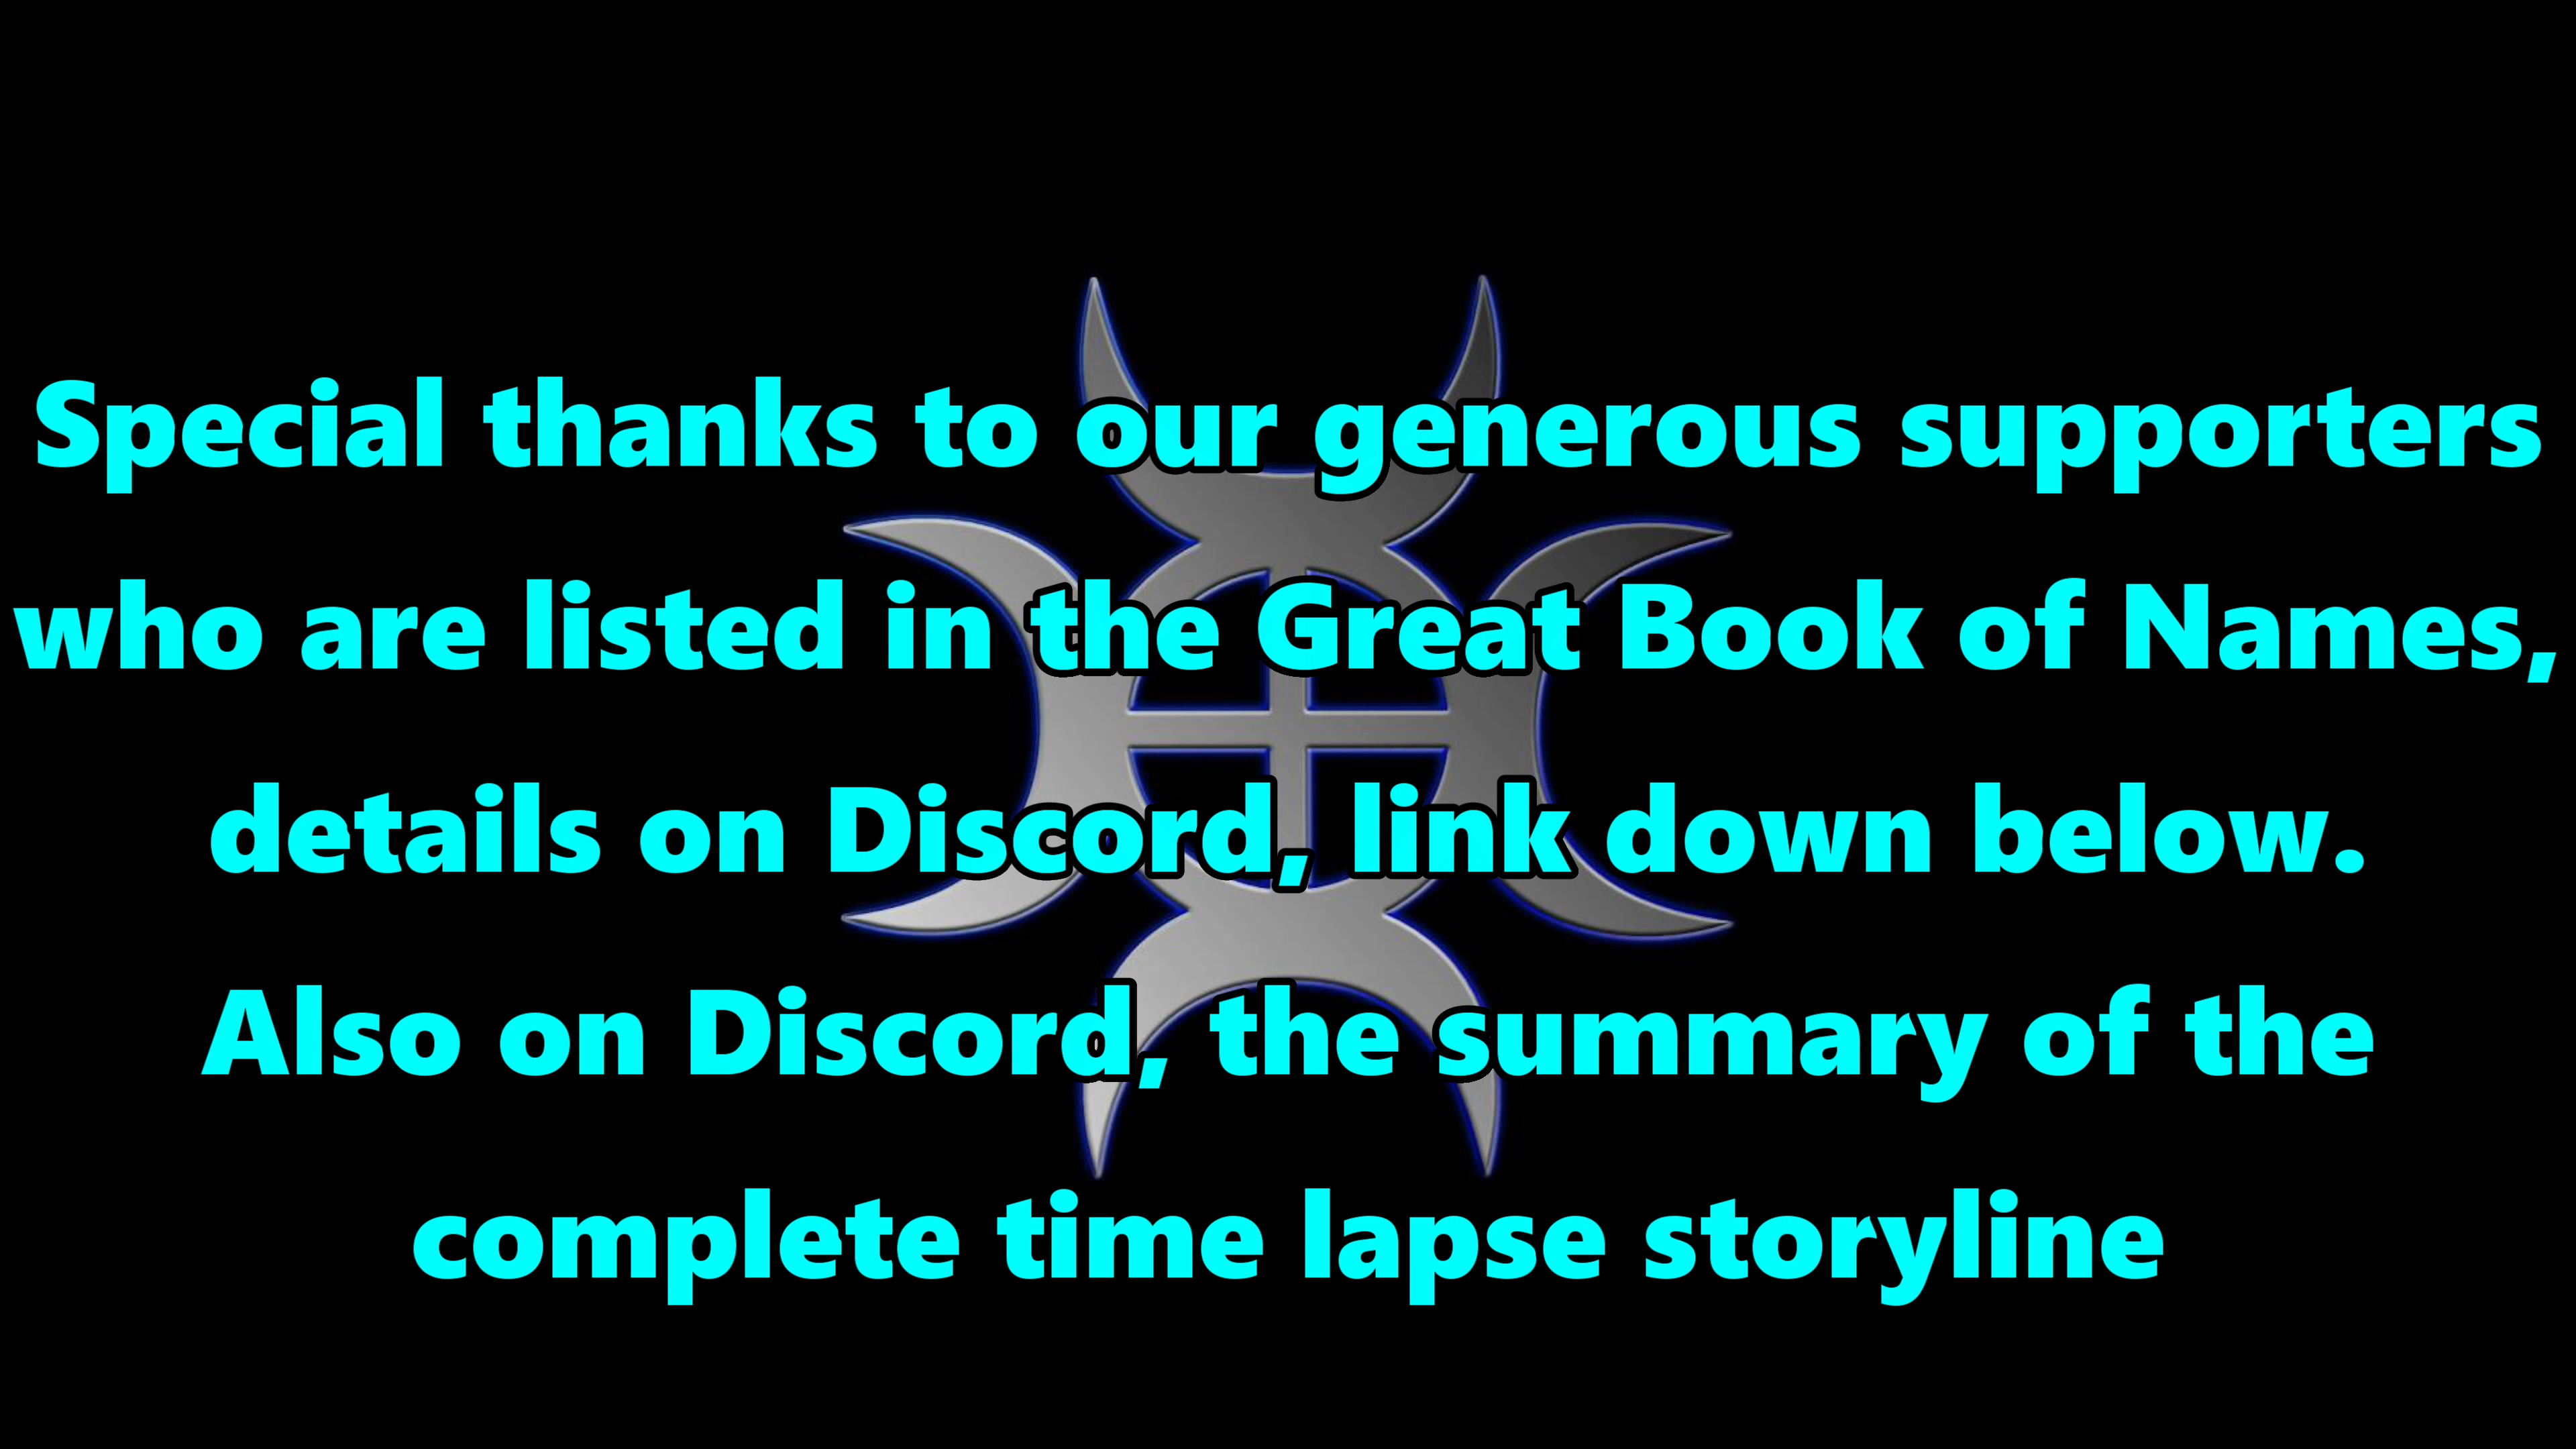 Special thanks to our generous supporters
who are listed in the Great Book of Names,
details on Discord, link down below.
Also on Discord, the summary of the
complete time lapse storyline